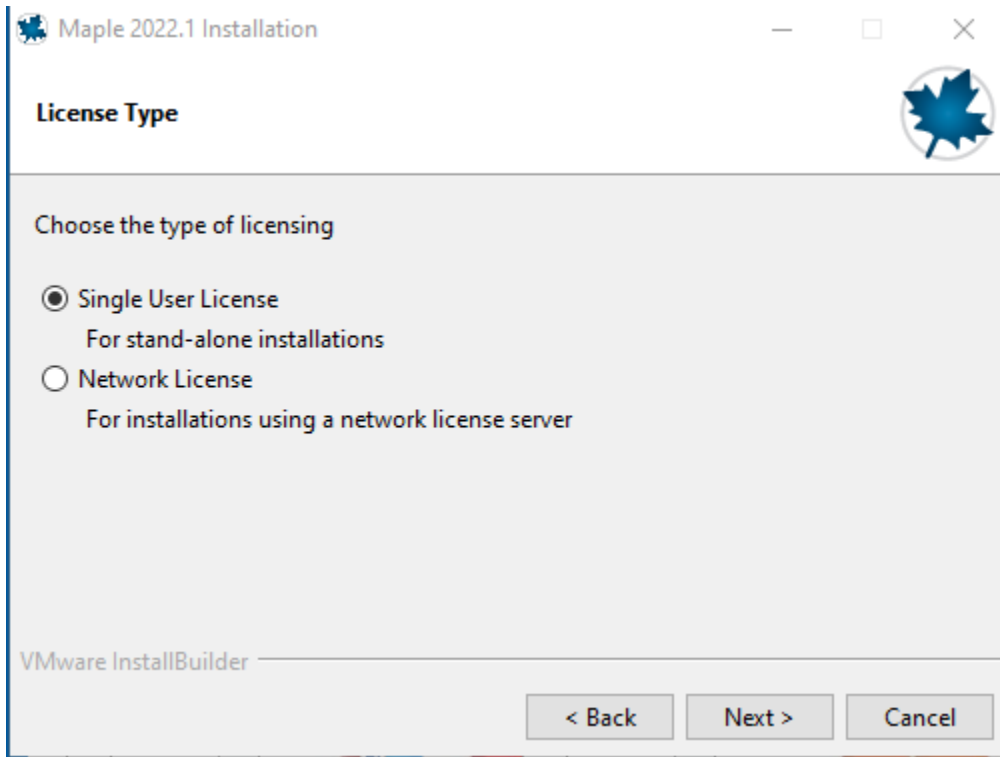 Maple 2022.1 Installation
License Type
Choose the type of licensing
Single User License
For stand-alone installations
Network License
For installations using a network license server
VMware InstallBuilder
< Back
Next >
Cancel